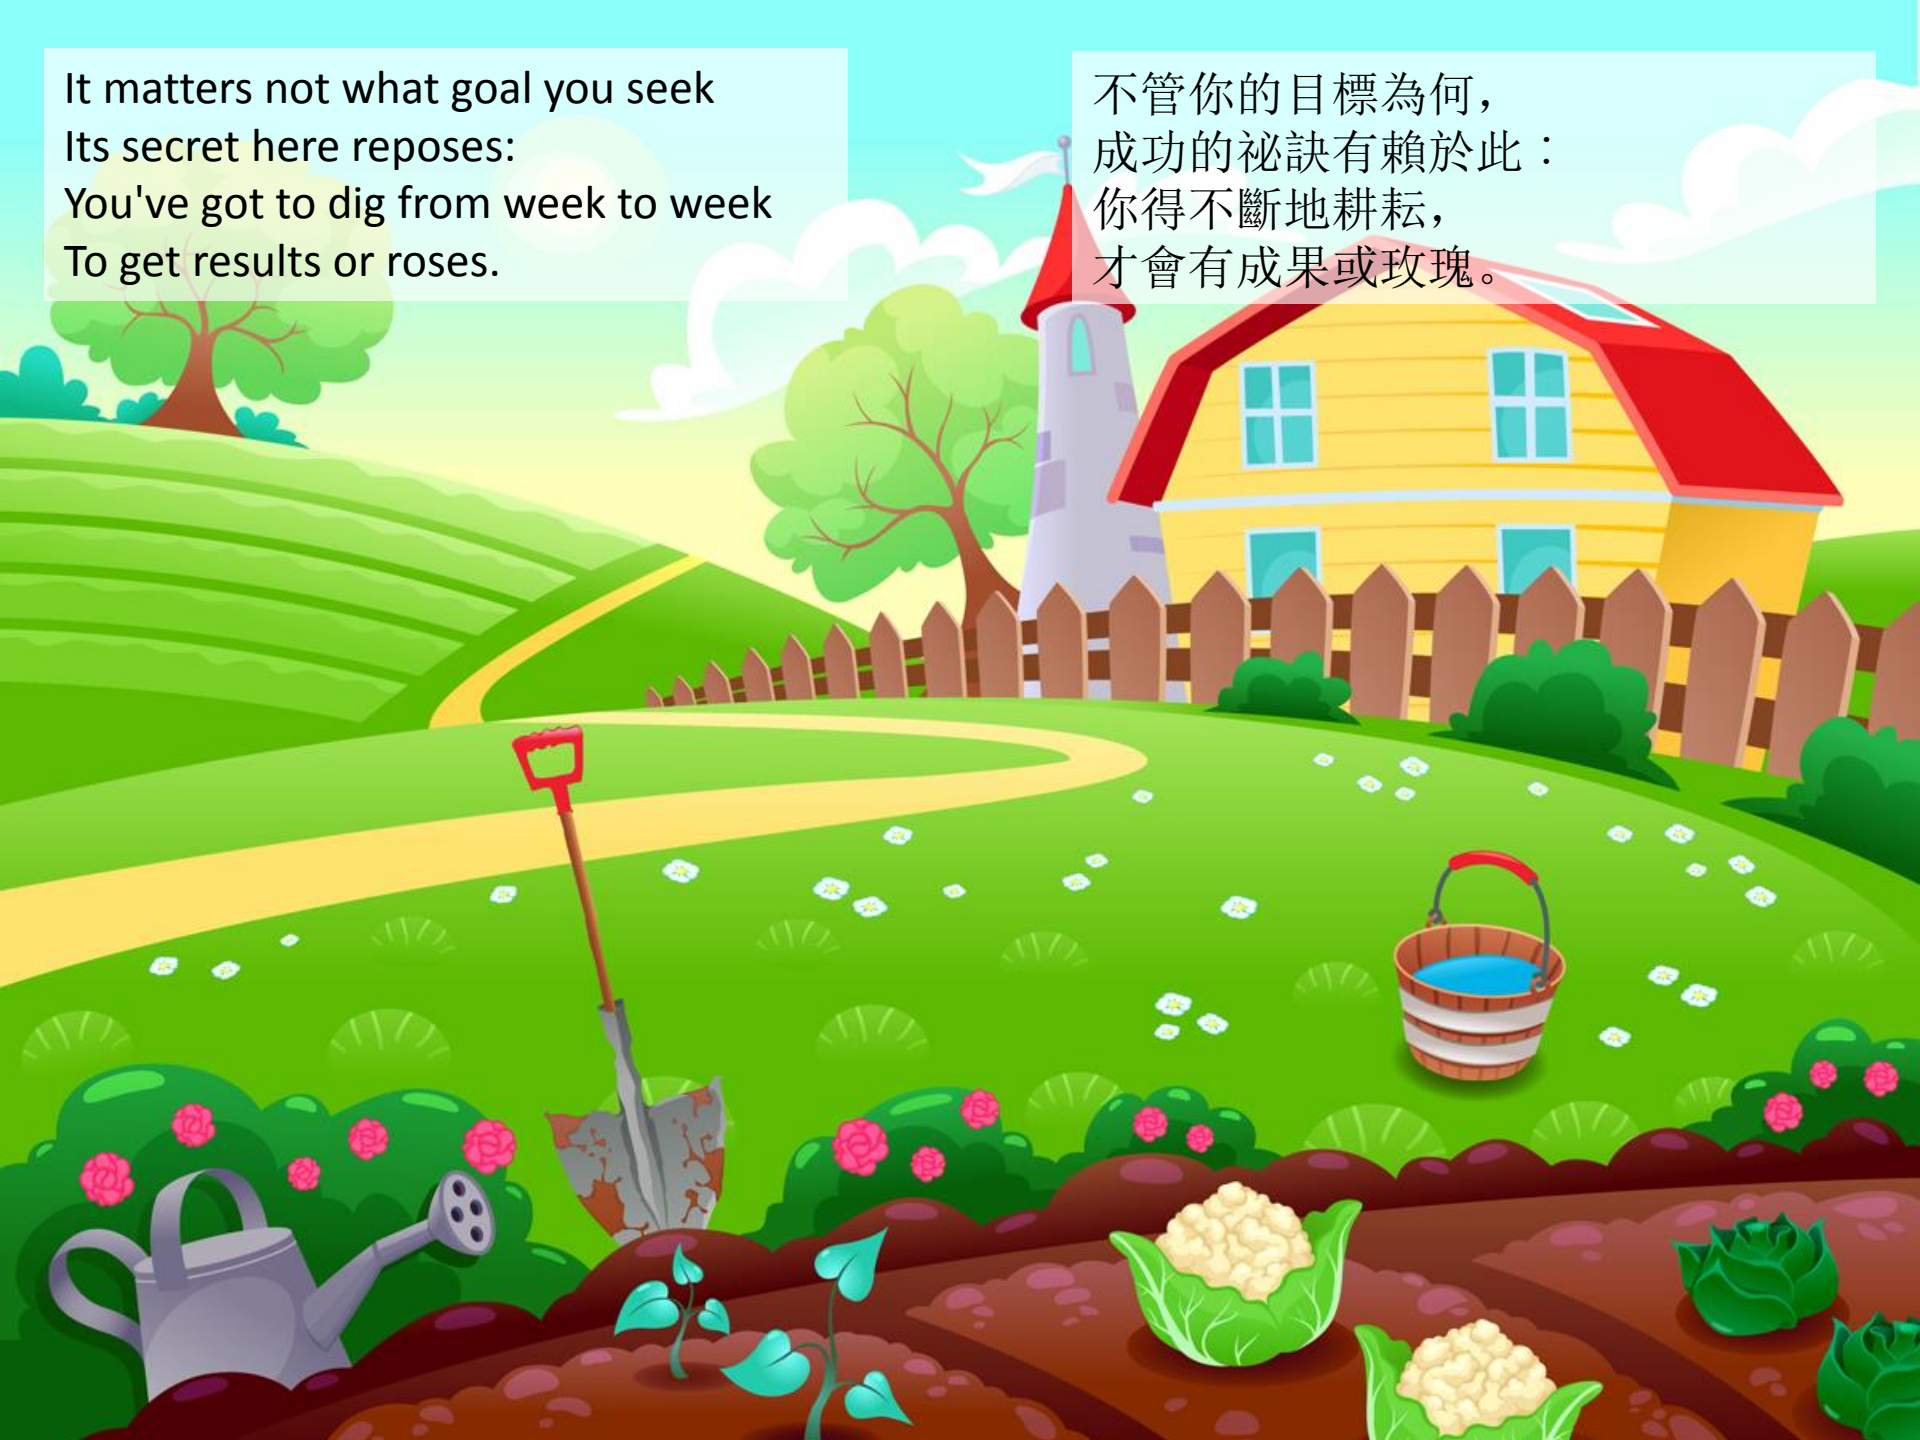 It matters not what goal you seek
Its secret here reposes:
You've got to dig from week to week
To get results or roses.
不管你的目標為何，
成功的祕訣有賴於此：
你得不斷地耕耘，
才會有成果或玫瑰。